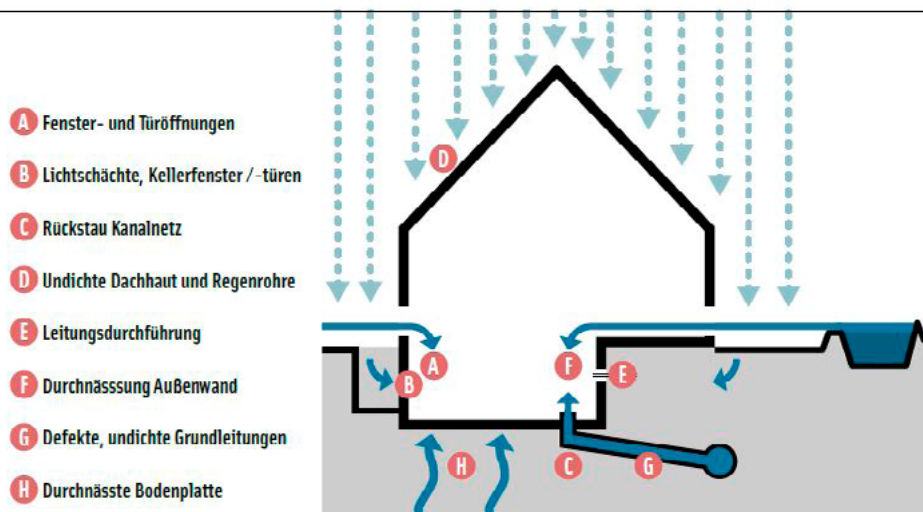 A Fenster- und Türöffnungen
B Lichtschächte, Kellerfenster /-türen
C Rückstau Kanalnetz
D Undichte Dachhaut und Regenrohre
E Leitungsdurchführung
F Durchnässsung Außenwand
G Defekte, undichte Grundleitungen
H Durchnässte Bodenplatte
D
A
F
E
B
H
C
G